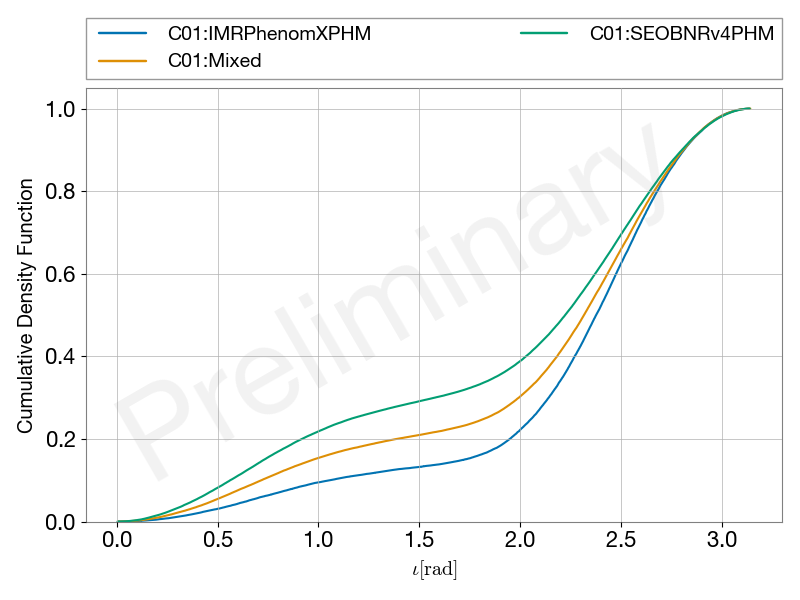 C01:IMRPhenomXPHM
C01:Mixed
C01:SEOBNRv4PHM
1.0
0.8
0.6
0.4
0.2
0.0
Cumulative Density Function
Preliminary
0.0 0.5 1.0 1.5 2.0 2.5 3.0
ι[rad]